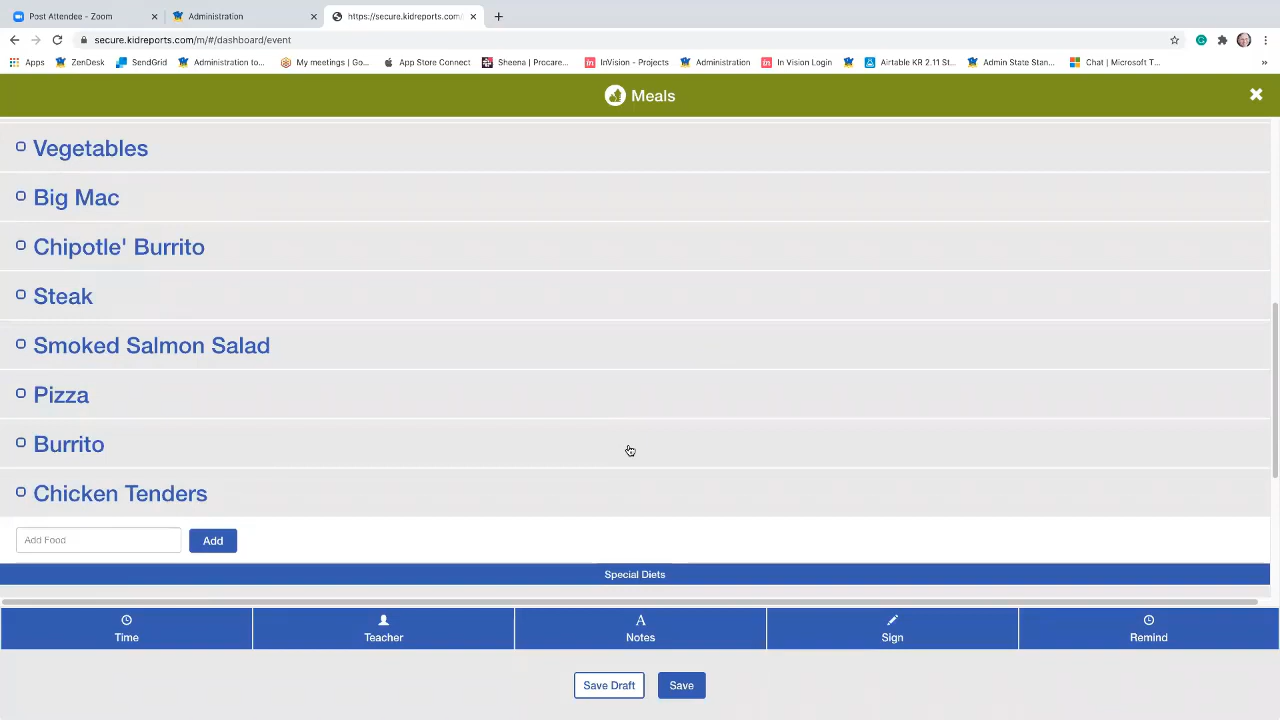 Post Attendee - Zoom
Administration
https://secure.kidreports.com/
secure.kidreports.com/m/#/dashboard/event
Apps
ZenDesk
SendGrid
Administration to...
My meetings | Go...
App Store Connect
Sheena | Procare...
InVision - Projects
Administration
In Vision Login
Airtable KR 2.11 St...
Admin State Stan...
Chat | Microsoft T...
»
Meals
Vegetables
Big Mac
Chipotle' Burrito
Steak
Smoked Salmon Salad
Pizza
Burrito
Chicken Tenders
Add Food
Add
Special Diets
Time
Teacher
A
Notes
Sign
Remind
Save Draft
Save